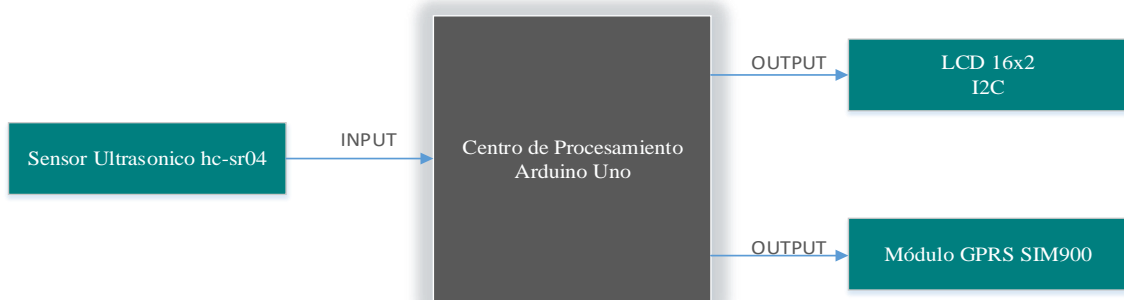 Sensor Ultrasonico hc-sr04
INPUT
Centro de Procesamiento
Arduino Uno
OUTPUT
LCD 16x2
I2C
OUTPUT
Módulo GPRS SIM900